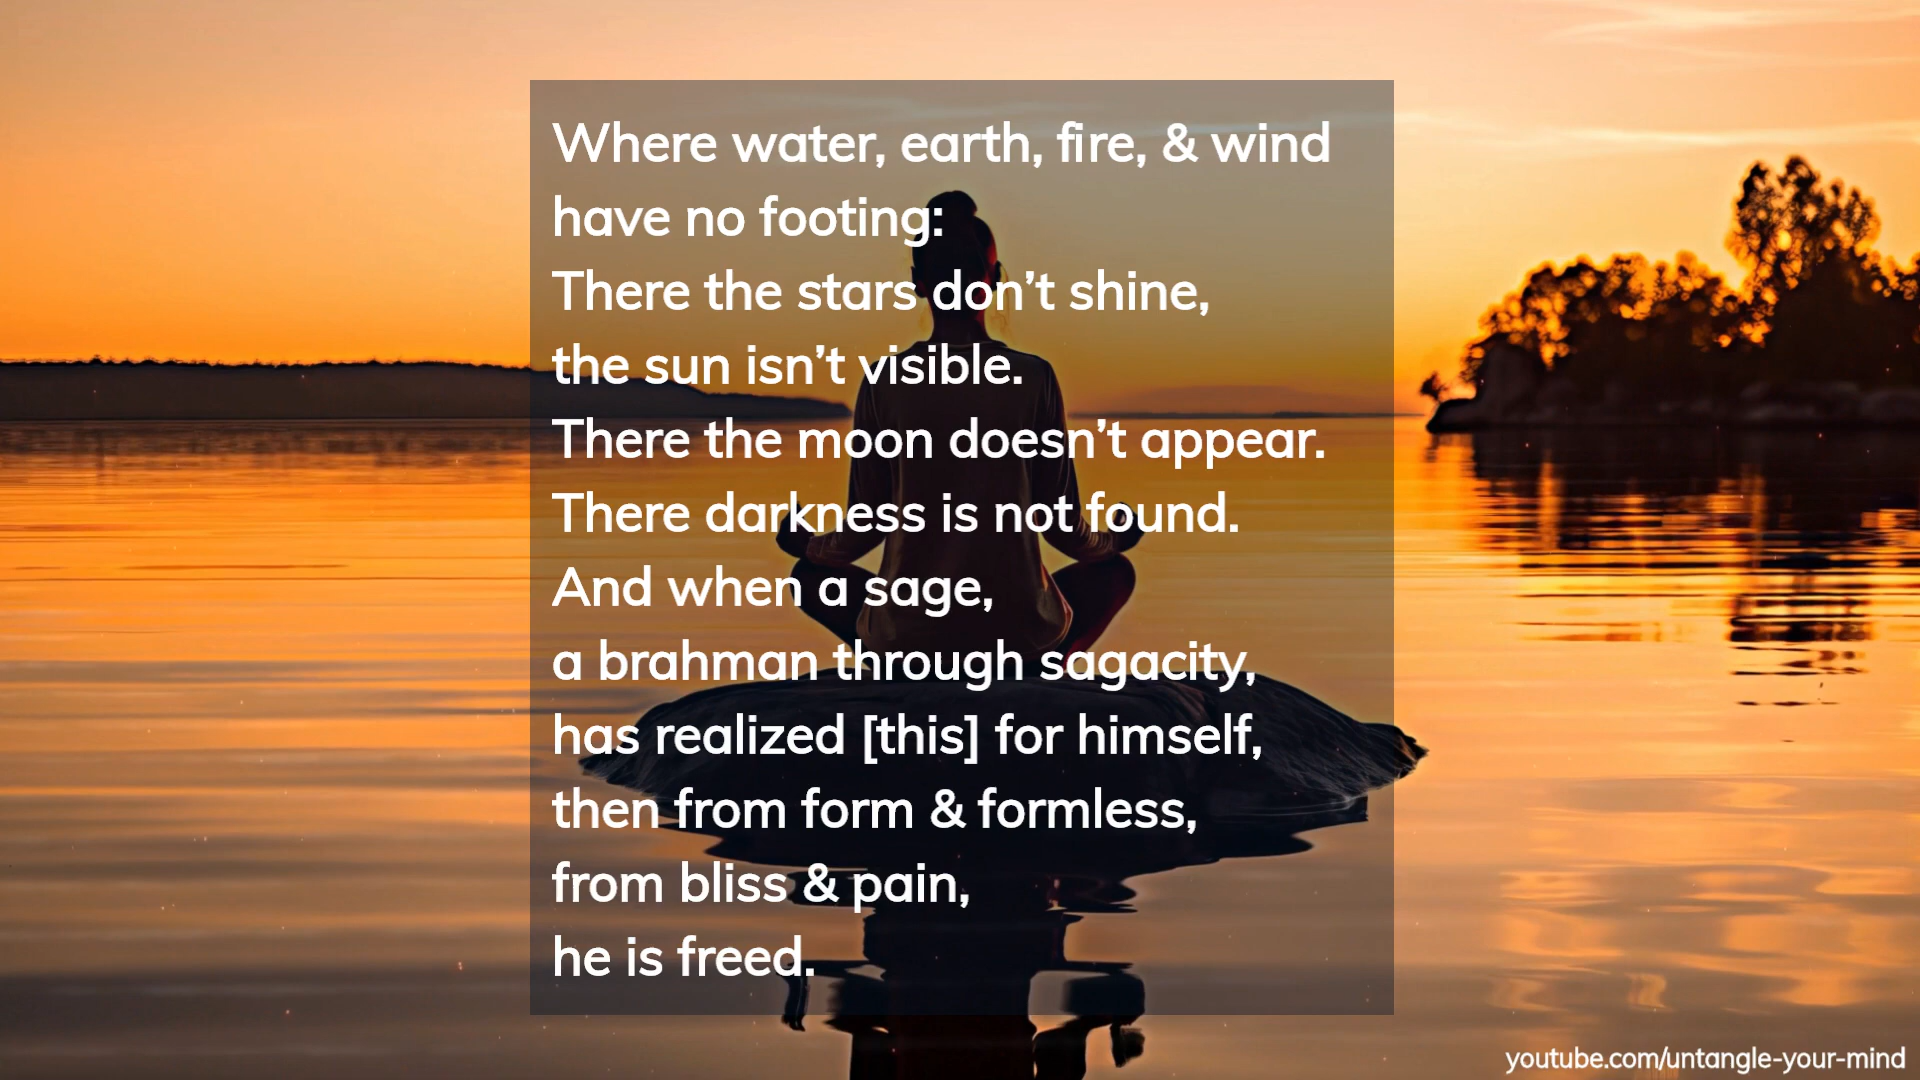 Where water, earth, fire, & wind
have no footing:
There the stars don’t shine,
the sun isn’t visible.
There the moon doesn’t appear.
There darkness is not found.
And when a sage,
a brahman through sagacity,
has realized [this] for himself,
then from form & formless,
from bliss & pain,
he is freed.
youtube.com/untangle-your-mind